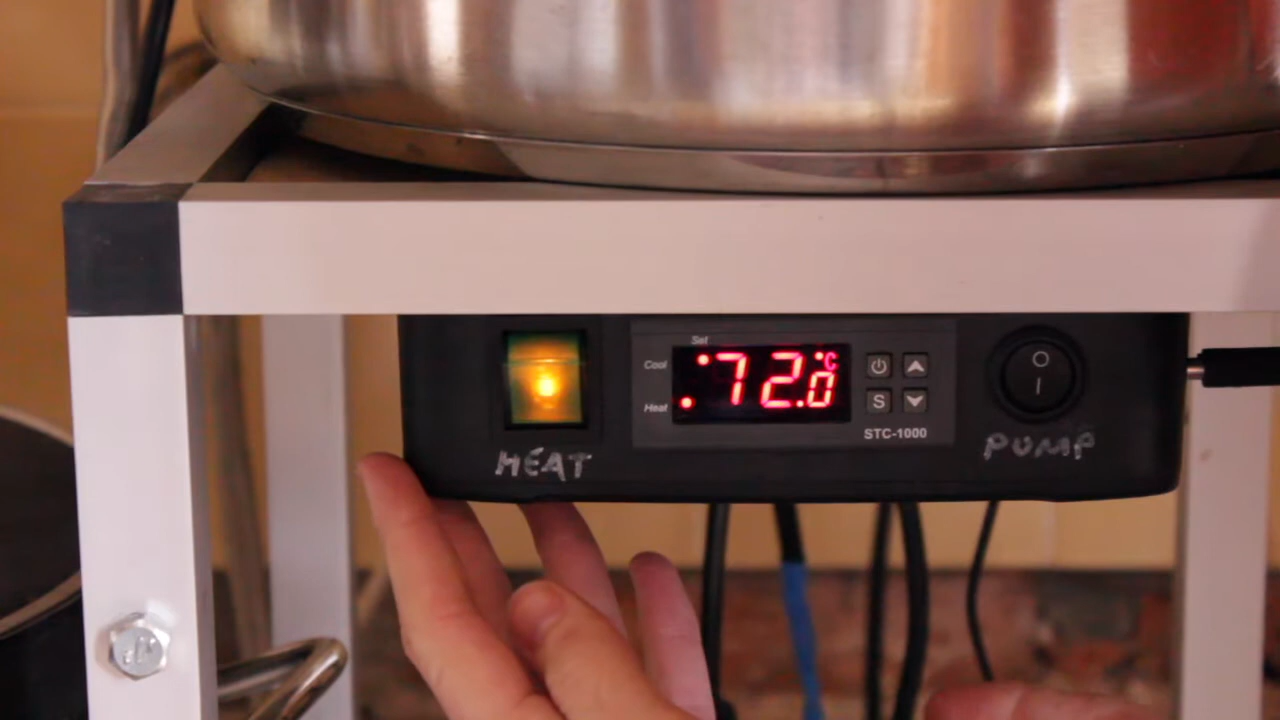 Set
Cool
Heat
72.0
°C
S
STC-1000
HEAT
O
I
PUMP